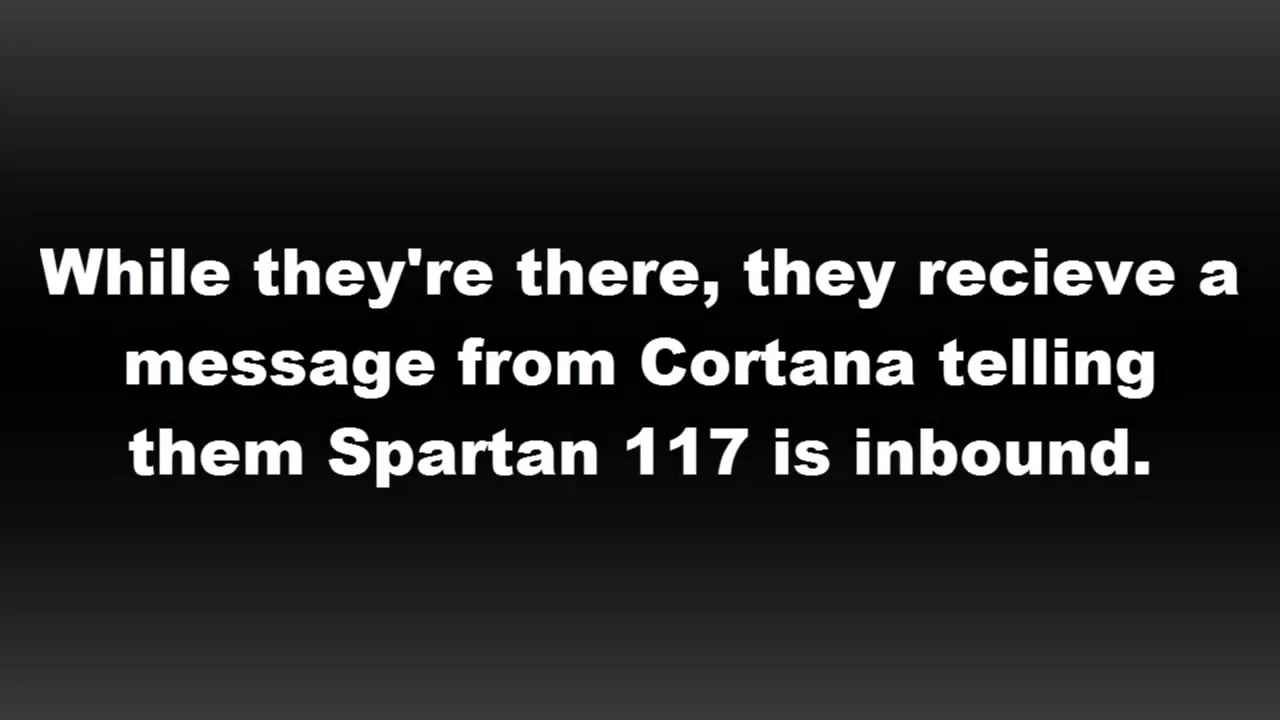 While they're there, they recieve a
message from Cortana telling
them Spartan 117 is inbound.